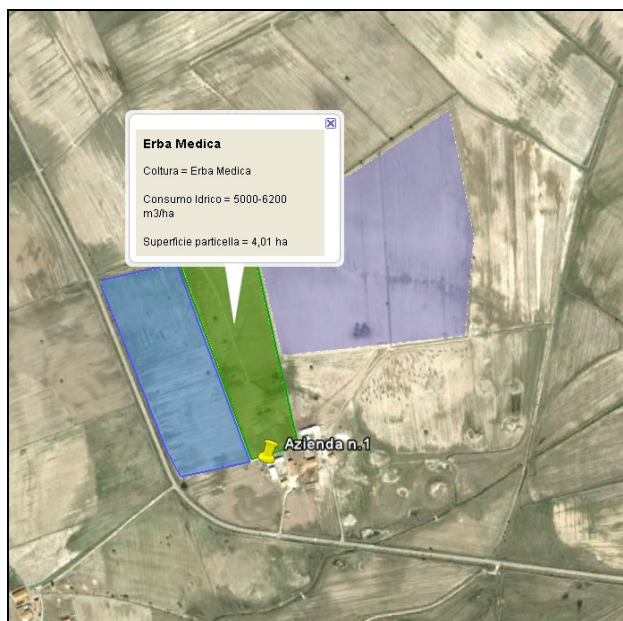 Erba Medica
Coltura = Erba Medica
Consumo Idrico = 5000-6200
m3/ha
Superficie particella = 4,01 ha
Azienda n.1